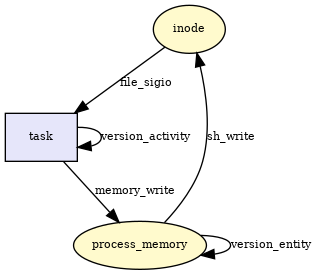 inode
file_sigio
task
version_activity
sh_write
memory_write
process_memory
version_entity